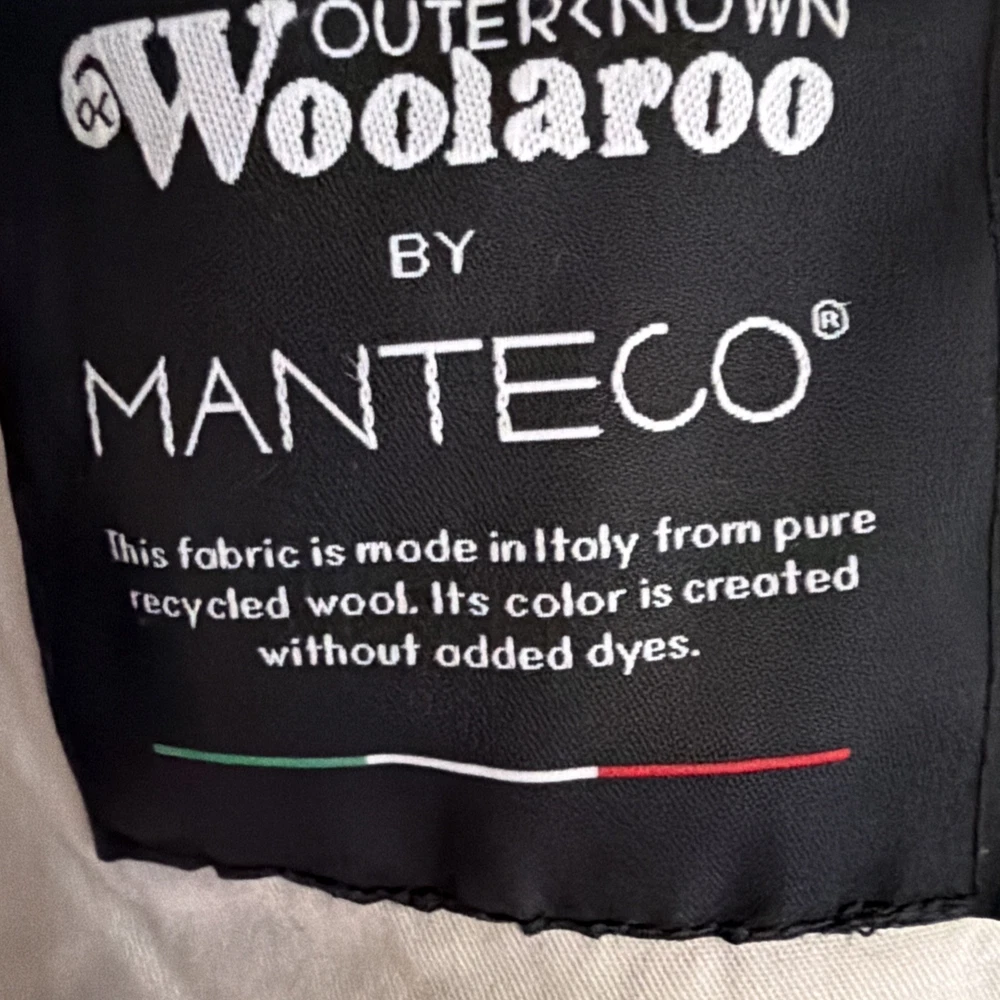 OUTERKNOWN
Woolaroo
BY
MANTECO®
This fabric is made in Italy from pure
recycled wool. Its color is created
without added dyes.